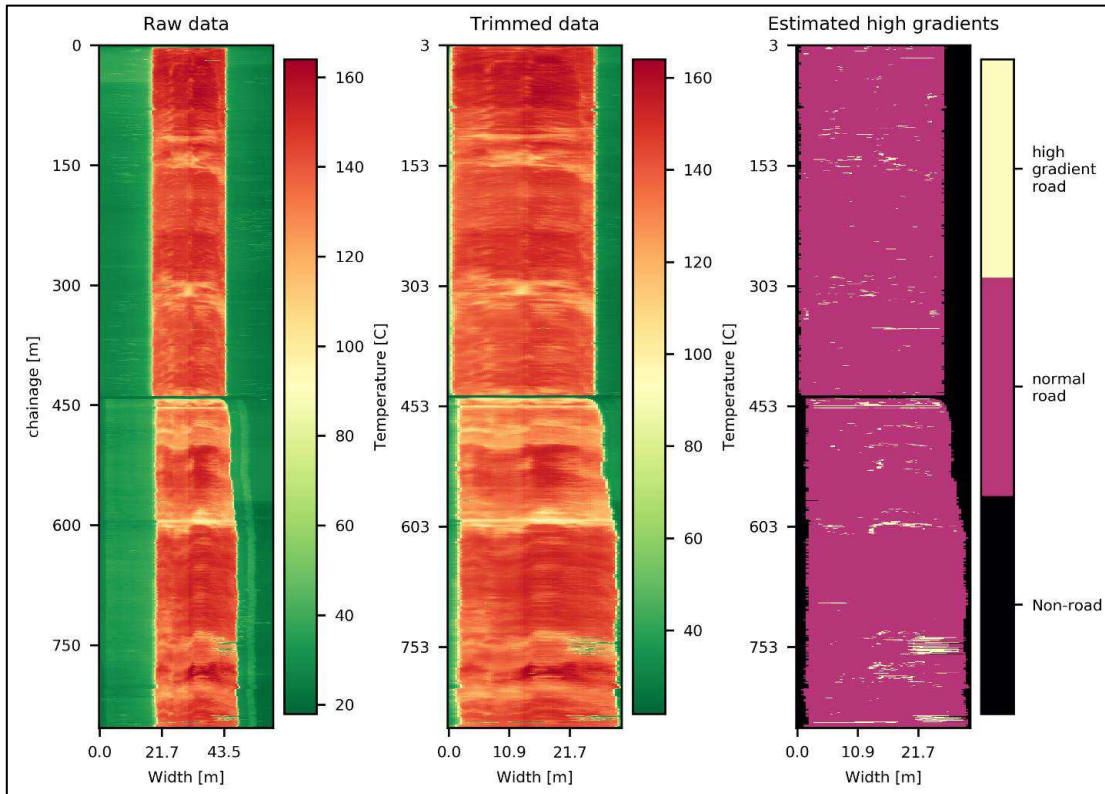 Raw data
Trimmed data
Estimated high gradients
0
150
300
450
600
750
chainage [m]
0.0
21.7
43.5
Width [m]
160
140
120
100
80
60
40
20
Temperature [C]
3
153
303
453
603
753
0.0
10.9
21.7
Width [m]
160
140
120
100
80
60
40
Temperature [C]
3
153
303
453
603
753
0.0
10.9
21.7
Width [m]
high
gradient
road
normal
road
Non-road